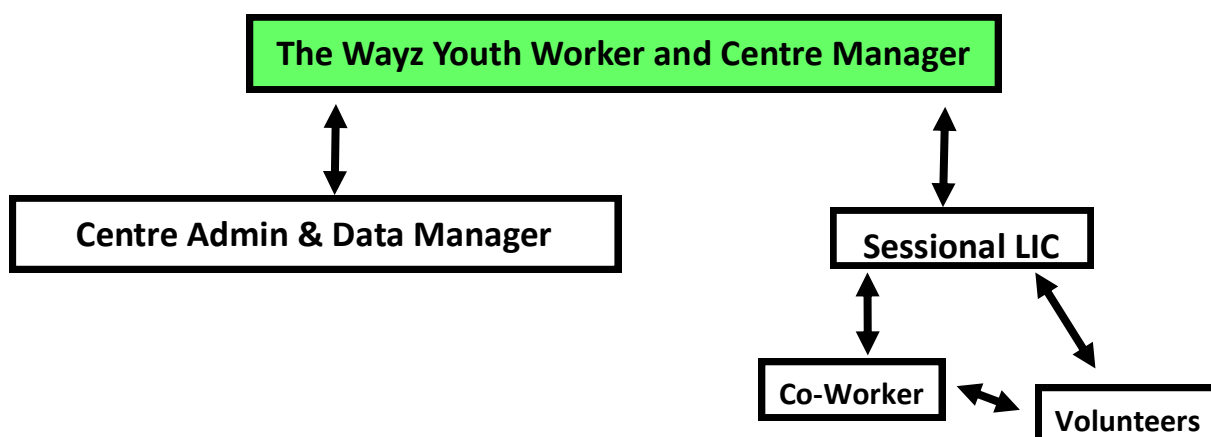 The Wayz Youth Worker and Centre Manager
Centre Admin & Data Manager
Sessional LIC
Co-Worker
Volunteers